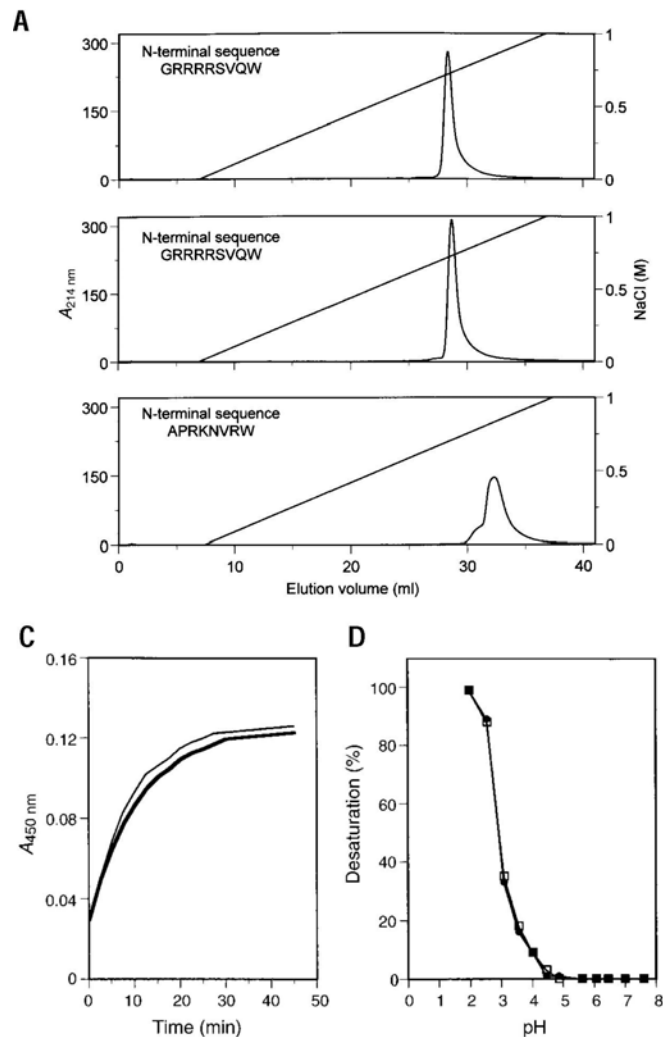 A
300
150
0
N-terminal sequence
GRRRRSVQW
1
0.5
0
300
150
0
N-terminal sequence
GRRRRSVQW
1
0.5
0
A214 nm
NaCl (M)
300
150
0
N-terminal sequence
APRKNVRW
1
0.5
0
0 10 20 30 40
Elution volume (ml)
C
0.16
0.12
0.08
0.04
0
A450 nm
0 10 20 30 40 50
Time (min)
D
100
80
60
40
20
0
Desaturation (%)
0 1 2 3 4 5 6 7 8
pH